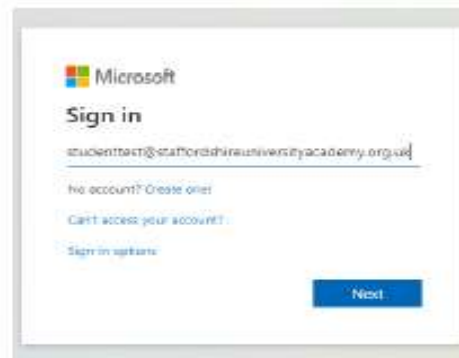 Microsoft
Sign in
studenttest@staffordshireuniversityacademy.org.uk
No account? Create one!
Can't access your account?
Sign-in options
Next